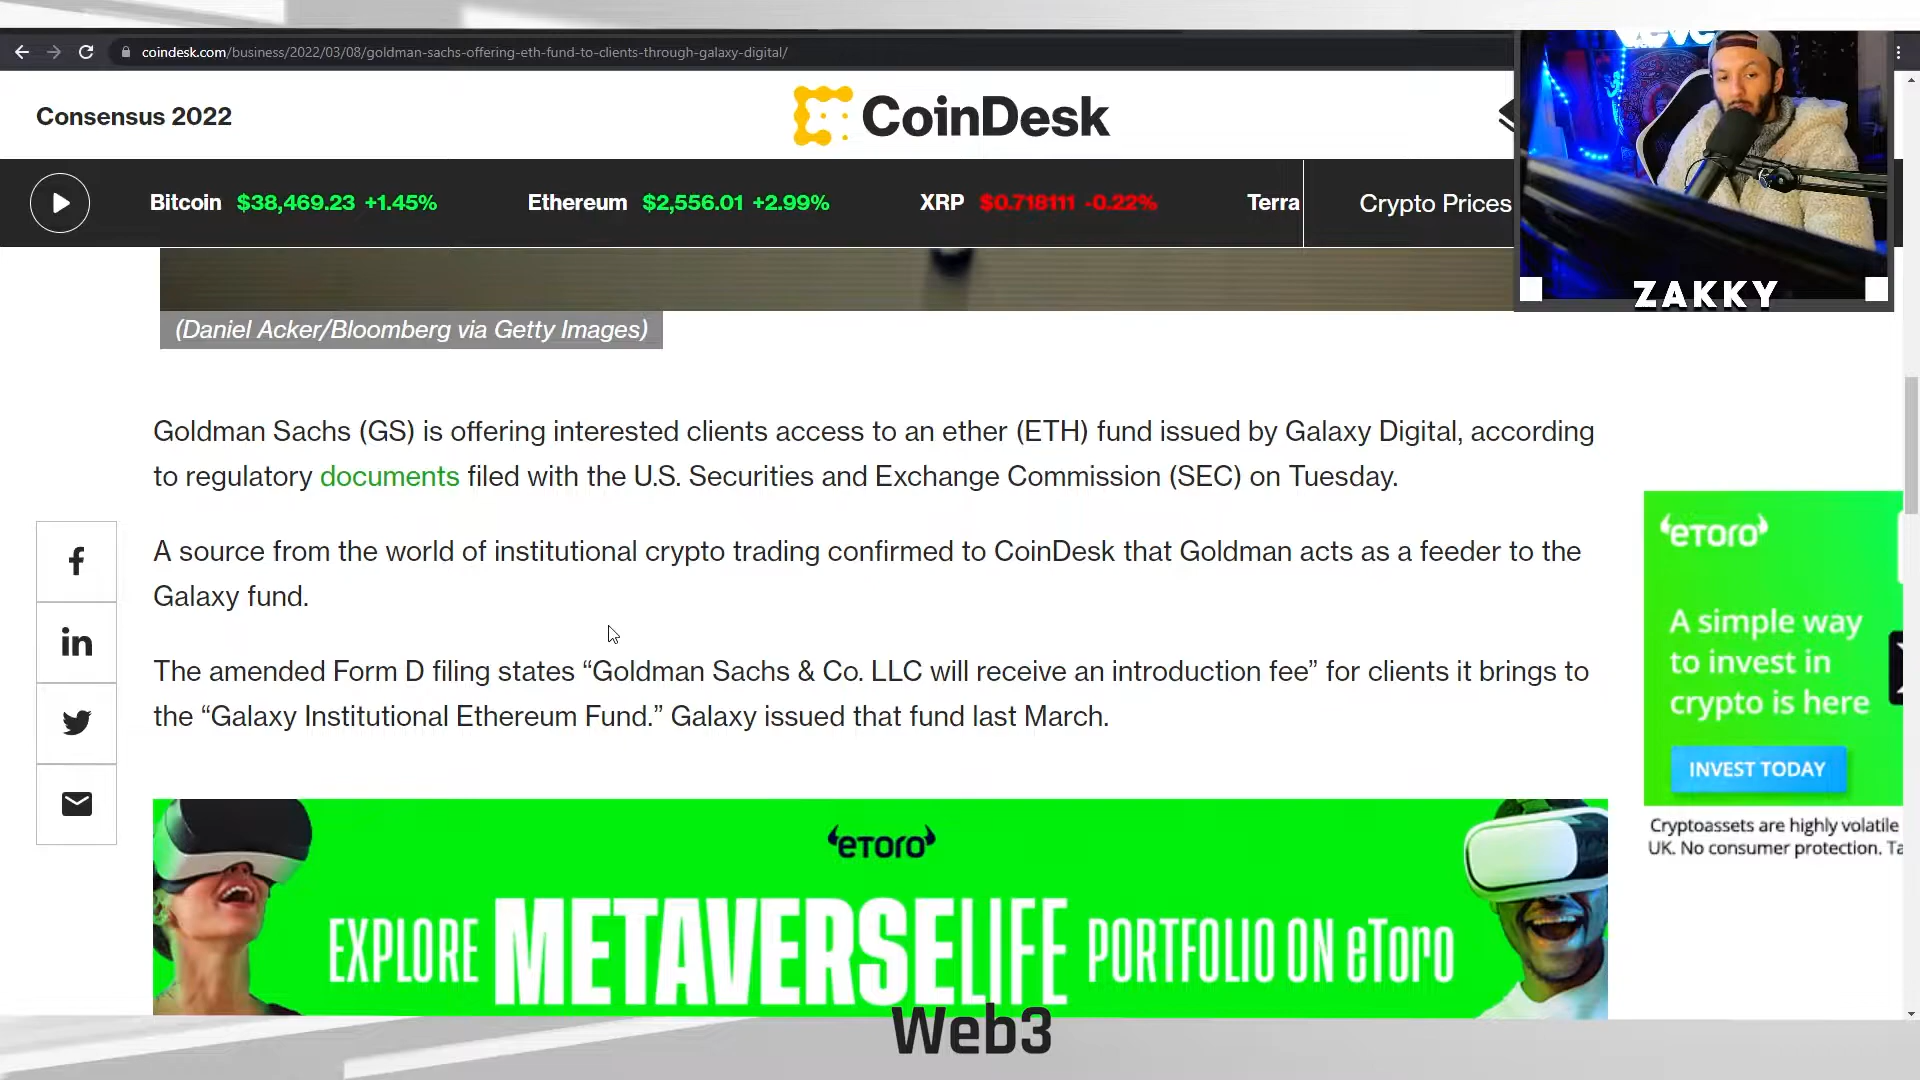 coindesk.com/business/2022/03/08/goldman-sachs-offering-eth-fund-to-clients-through-galaxy-digital/
Consensus 2022
CoinDesk
Bitcoin $38,469.23 +1.45% Ethereum $2,556.01 +2.99% XRP $0.718111 -0.22% Terra Crypto Prices
ZAKKY
(Daniel Acker/Bloomberg via Getty Images)
Goldman Sachs (GS) is offering interested clients access to an ether (ETH) fund issued by Galaxy Digital, according
to regulatory documents filed with the U.S. Securities and Exchange Commission (SEC) on Tuesday.
A source from the world of institutional crypto trading confirmed to CoinDesk that Goldman acts as a feeder to the
Galaxy fund.
The amended Form D filing states “Goldman Sachs & Co. LLC will receive an introduction fee” for clients it brings to
the “Galaxy Institutional Ethereum Fund.” Galaxy issued that fund last March.
eToro
A simple way
to invest in
crypto is here
INVEST TODAY
Cryptoassets are highly volatile
UK. No consumer protection. Ta
eToro
EXPLORE METAVERSELIFE PORTFOLIO ON eToro
Web3